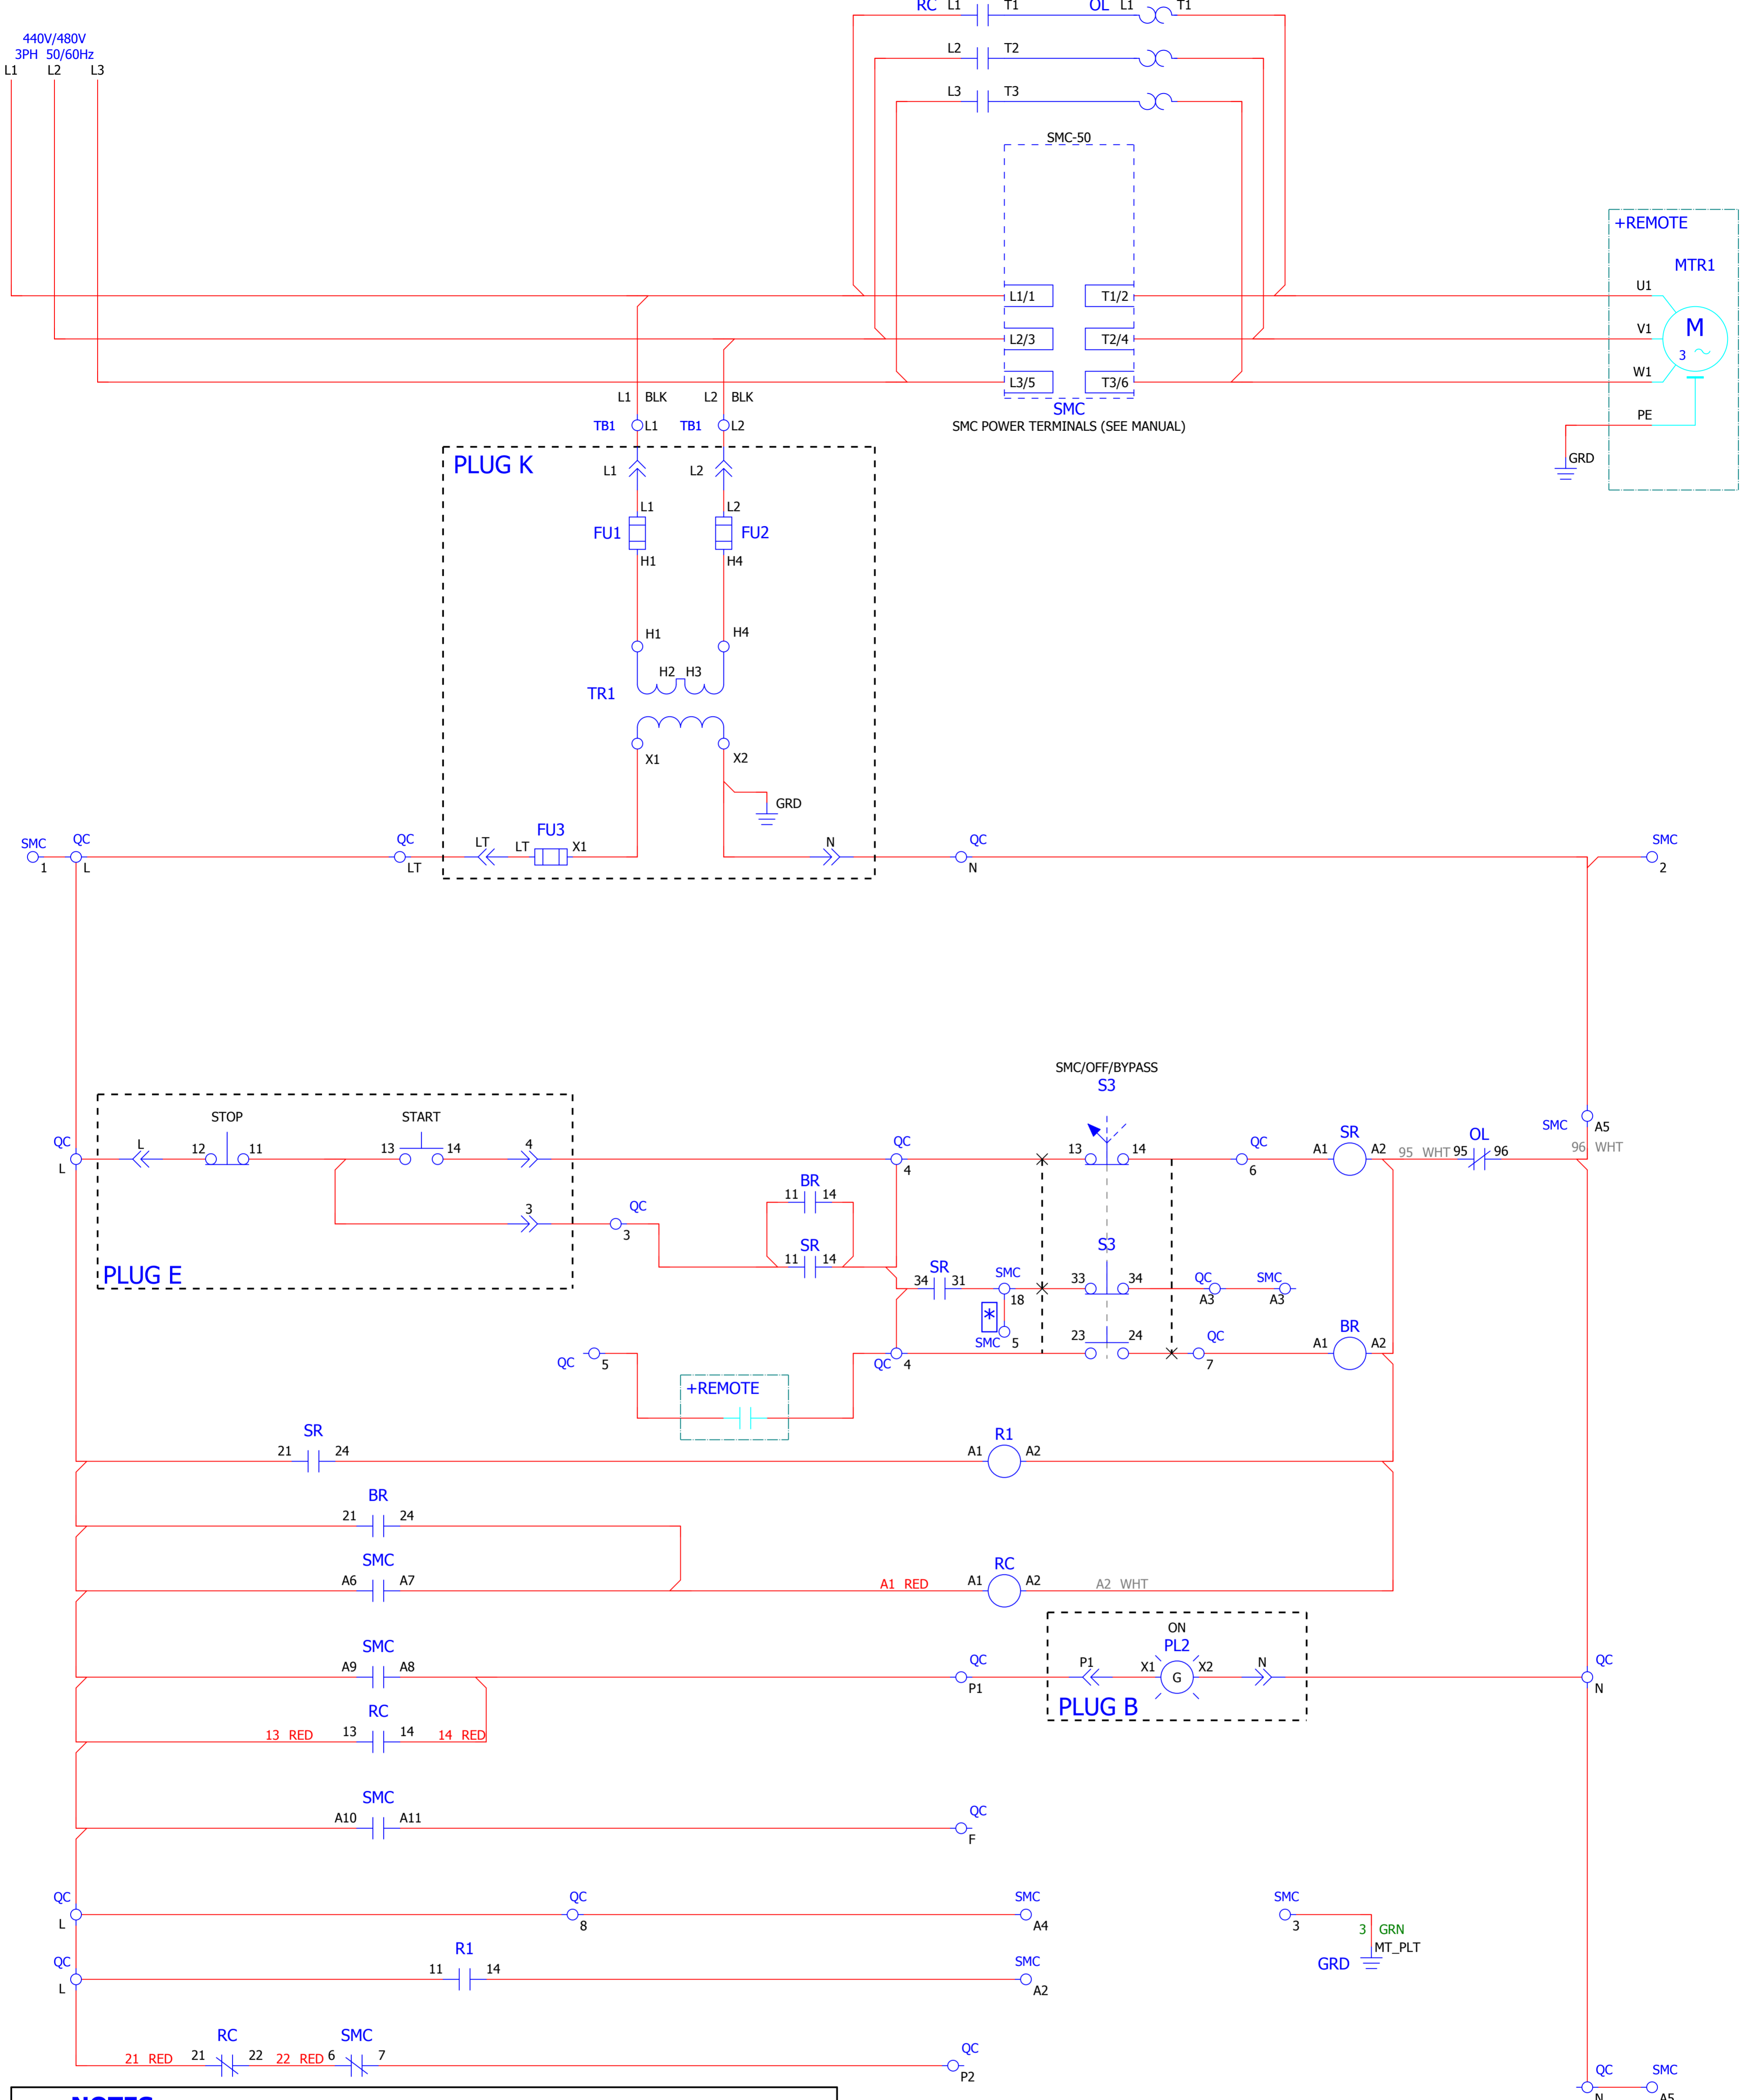 RC L1 T1 OL L1 T1
440V/480V
3PH 50/60Hz
L1 L2 L3
L2 T2
L3 T3
SMC-50
+REMOTE
MTR1
L1/1 T1/2 U1
L2/3 T2/4 V1 M
3
L3/5 T3/6 W1
L1 BLK L2 BLK
SMC
PE
TB1 L1 TB1 L2
SMC POWER TERMINALS (SEE MANUAL)
GRD
PLUG K
L1 L2
L1 L2
FU1 FU2
H1 H4
H1 H4
H2 H3
TR1
X1 X2
GRD
SMC QC QC LT FU3 N QC SMC
LT X1
1 L LT N 2
SMC/OFF/BYPASS
S3
STOP START
SMC A5
QC L 12 11 13 14 4 QC 13 14 QC SR OL
A1 A2 95 WHT 95 96 96 WHT
L 4 6
BR
11 14
3 QC
3
SR S3
11 14
PLUG E
SR SMC QC SMC
34 31 33 34
18 A3 A3
*
SMC 5 23 24 QC BR
A1 A2
QC 5 QC 4 7
+REMOTE
SR R1
21 24 A1 A2
BR
21 24
SMC RC
A6 A7 A1 RED A1 A2 A2 WHT
ON
SMC QC PL2 QC
A9 A8 P1 X1 G X2 N
P1 N
RC PLUG B
13 RED 13 14 14 RED
SMC QC
A10 A11
F
QC QC SMC SMC
L 8 A4 3
3 GRN
MT_PLT
GRD
QC R1 SMC
11 14
L A2
RC SMC QC
21 RED 21 22 22 RED 6 7
P2
QC SMC
N A5
NOTES